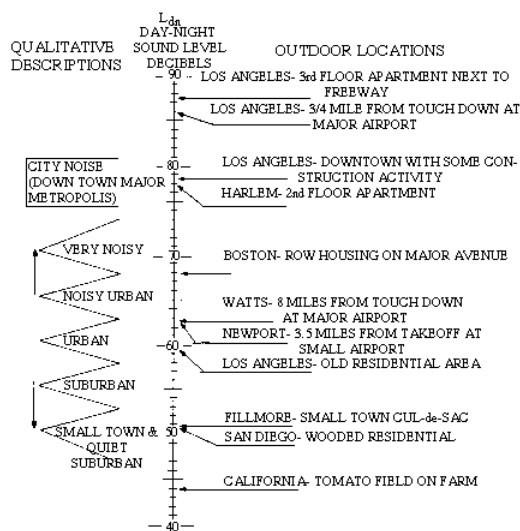 L dn
DAY-NIGHT
SOUND LEVEL
DECIBELS
QUALITATIVE
DESCRIPTIONS
OUTDOOR LOCATIONS
90
LOS ANGELES- 3rd FLOOR APARTMENT NEXT TO
FREEWAY
LOS ANGELES- 3/4 MILE FROM TOUCH DOWN AT
MAJOR AIRPORT
CITY NOISE
(DOWN TOWN MAJOR
METROPOLIS)
80
LOS ANGELES- DOWNTOWN WITH SOME CON-
STRUCTION ACTIVITY
HARLEM- 2nd FLOOR APARTMENT
VERY NOISY
70
BOSTON- ROW HOUSING ON MAJOR AVENUE
NOISY URBAN
WATTS- 8 MILES FROM TOUCH DOWN
AT MAJOR AIRPORT
NEWPORT- 3.5 MILES FROM TAKEOFF AT
SMALL AIRPORT
URBAN
60
LOS ANGELES- OLD RESIDENTIAL AREA
SUBURBAN
FILLMORE- SMALL TOWN CUL-de-SAC
SMALL TOWN &
QUIET
SUBURBAN
50
SAN DIEGO- WOODED RESIDENTIAL
CALIFORNIA- TOMATO FIELD ON FARM
40